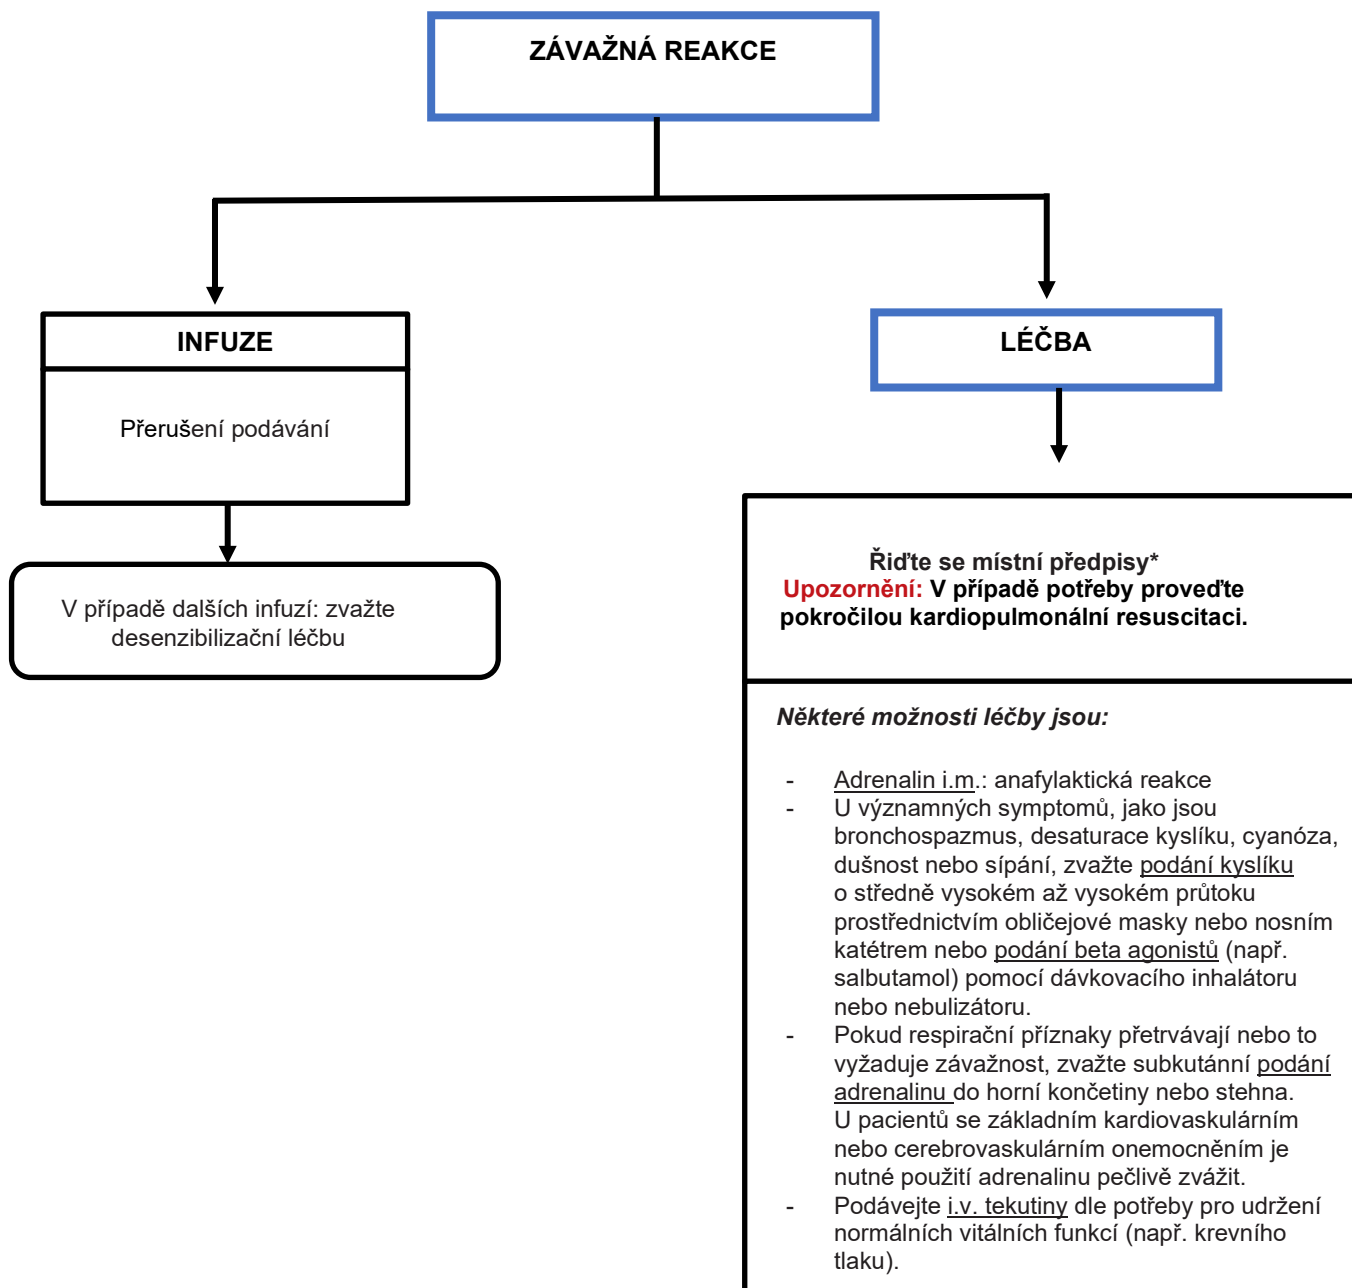 ZÁVAŽNÁ REAKCE
INFUZE
Přerušení podávání
V případě dalších infuzí: zvažte
desenzibilizační léčbu
LÉČBA
Řiďte se místní předpisy*
Upozornění: V případě potřeby proveďte
pokročilou kardiopulmonální resuscitaci.
Některé možnosti léčby jsou:
- Adrenalin i.m.: anafylaktická reakce
- U významných symptomů, jako jsou
bronchospazmus, desaturace kyslíku, cyanóza,
dušnost nebo sípání, zvažte podání kyslíku
o středně vysokém až vysokém průtoku
prostřednictvím obličejové masky nebo nosním
katétrem nebo podání beta agonistů (např.
salbutamol) pomocí dávkovacího inhalátoru
nebo nebulizátoru.
- Pokud respirační příznaky přetrvávají nebo to
vyžaduje závažnost, zvažte subkutánní podání
adrenalinu do horní končetiny nebo stehna.
U pacientů se základním kardiovaskulárním
nebo cerebrovaskulárním onemocněním je
nutné použití adrenalinu pečlivě zvážit.
- Podávejte i.v. tekutiny dle potřeby pro udržení
normálních vitálních funkcí (např. krevního
tlaku).